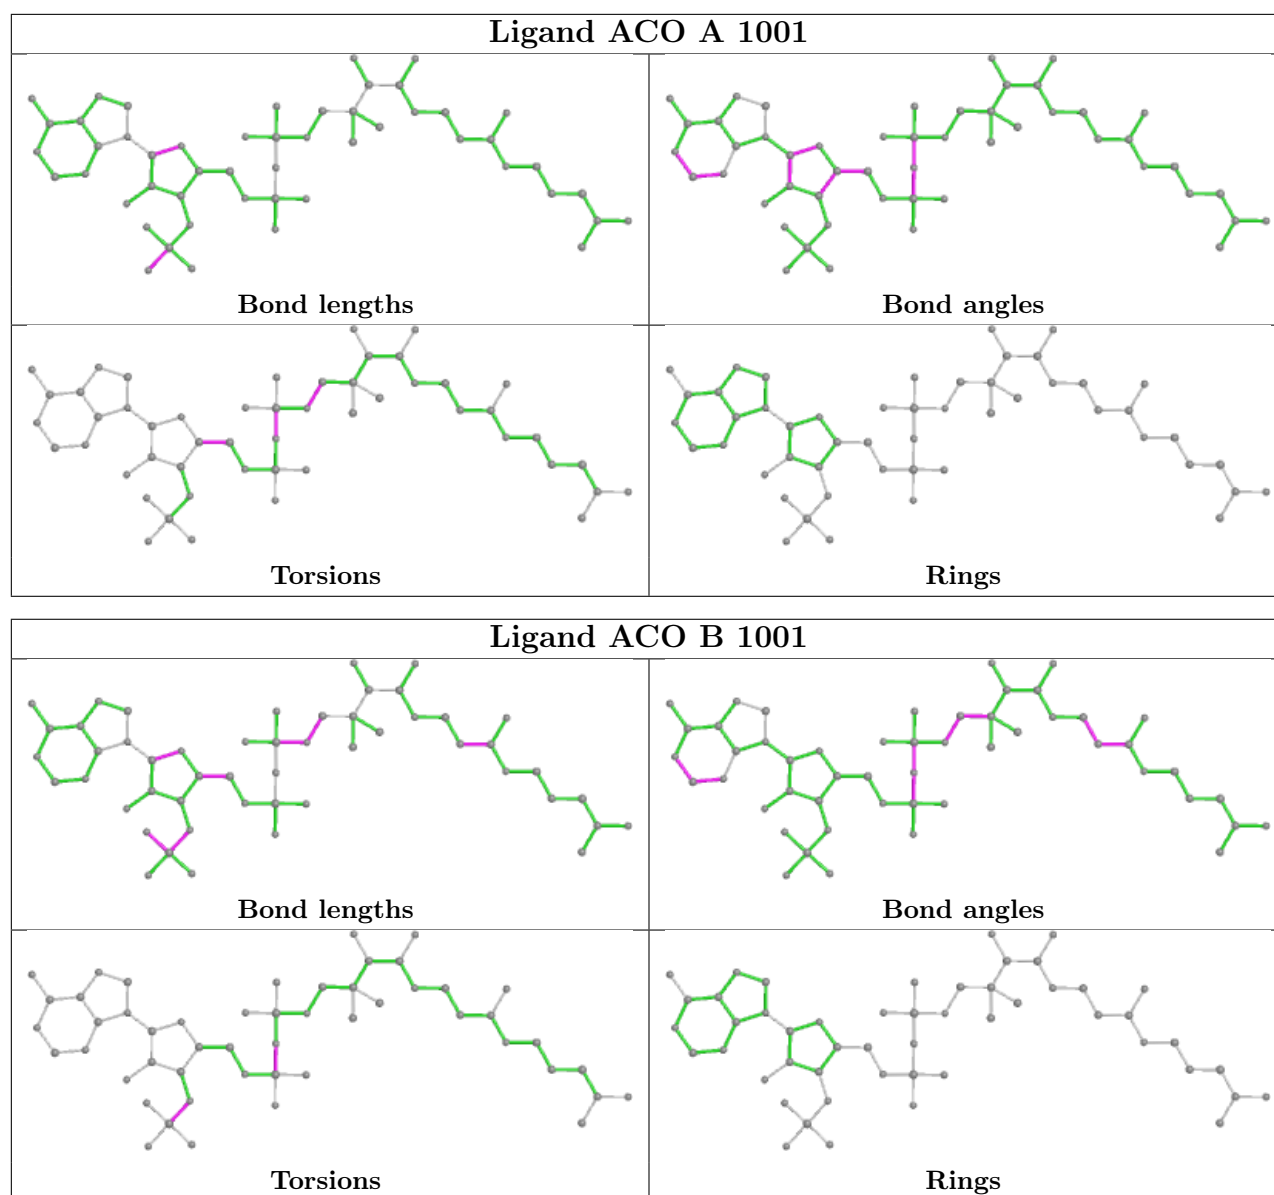 Ligand ACO A 1001
Bond lengths
Bond angles
Torsions
Rings
Ligand ACO B 1001
Bond lengths
Bond angles
Torsions
Rings